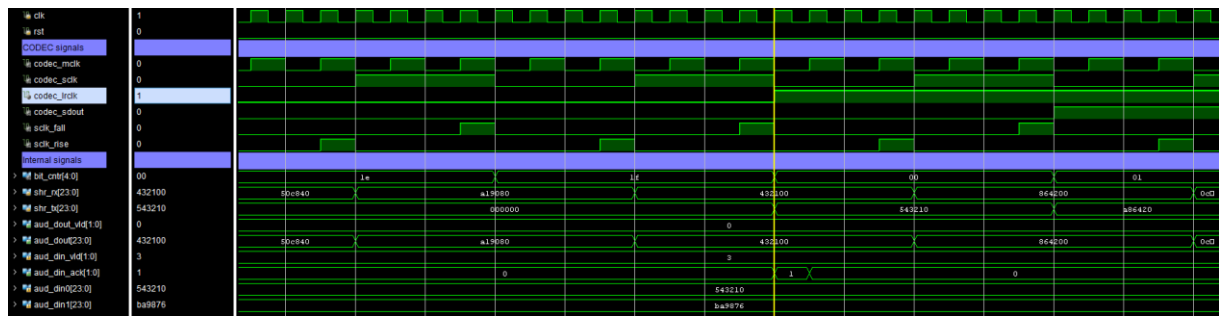 clk 1
rst 0
CODEC signals
codec_mclk 0
codec_sclk 0
codec_lrclk 1
codec_sdout 0
sclk_fall 0
sclk_rise 0
Internal signals
bit_cntr[4:0] 00 1e 1f 00 01
shr_rx[23:0] 432100 50c840 a19080 432100 864200 0c
shr_tx[23:0] 543210 000000 543210 a86420
aud_dout_vld[1:0] 0 0
aud_dout[23:0] 432100 50c840 a19080 432100 864200 0c
aud_din_vld[1:0] 3 3
aud_din_ack[1:0] 1 0 1 0
aud_din0[23:0] 543210 543210
aud_din1[23:0] ba9876 ba9876